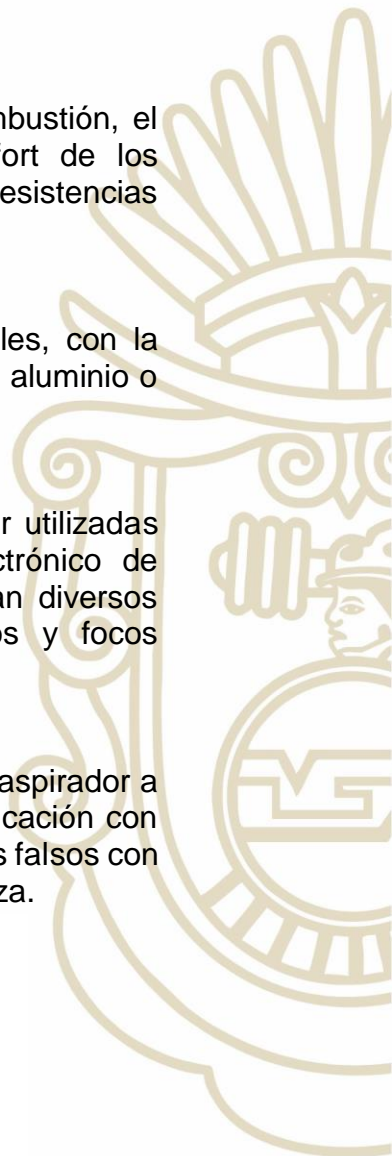 mbustión, el
fort de los
esistencias
les, con la
aluminio o
r utilizadas
ctrónico de
an diversos
os y focos
aspirador a
cación con
s falsos con
za.